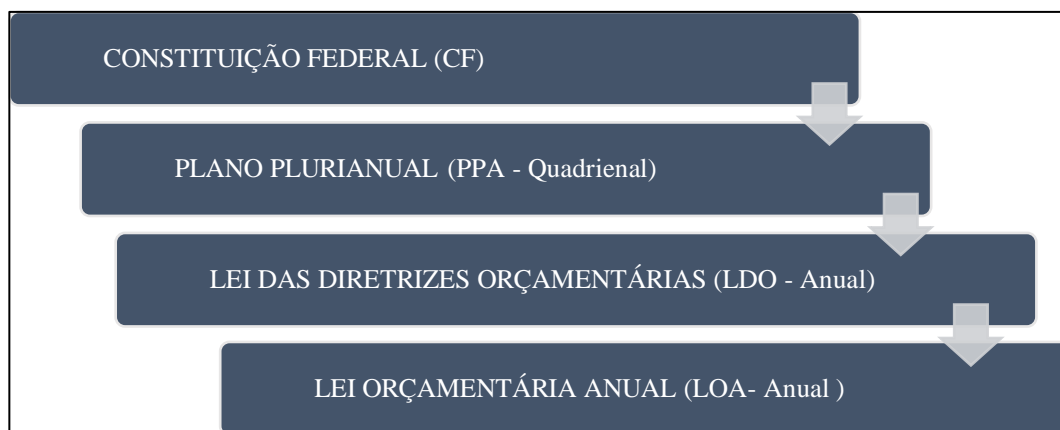 CONSTITUIÇÃO FEDERAL (CF)
PLANO PLURIANUAL (PPA - Quadrienal)
LEI DAS DIRETRIZES ORÇAMENTÁRIAS (LDO - Anual)
LEI ORÇAMENTÁRIA ANUAL (LOA- Anual )